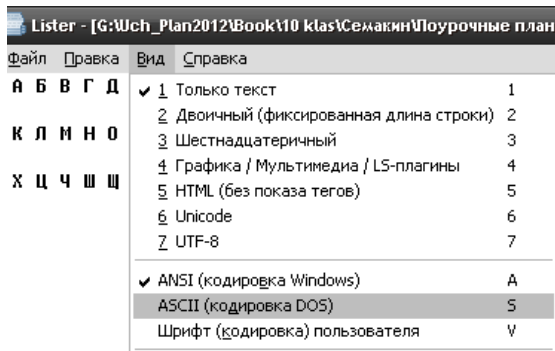 Lister - [G:\Uch_Plan2012\Book\10 klas\Семакин\Поурочные план
Файл Правка Вид Справка
А Б В Г Д
К Л М Н О
Х Ц Ч Ш Щ
✔ 1 Только текст 1
2 Двоичный (фиксированная длина строки) 2
3 Шестнадцатеричный 3
4 Графика / Мультимедиа / LS-плагины 4
5 HTML (без показа тегов) 5
6 Unicode 6
7 UTF-8 7
✔ ANSI (кодировка Windows) A
ASCII (кодировка DOS) S
Шрифт (кодировка) пользователя V